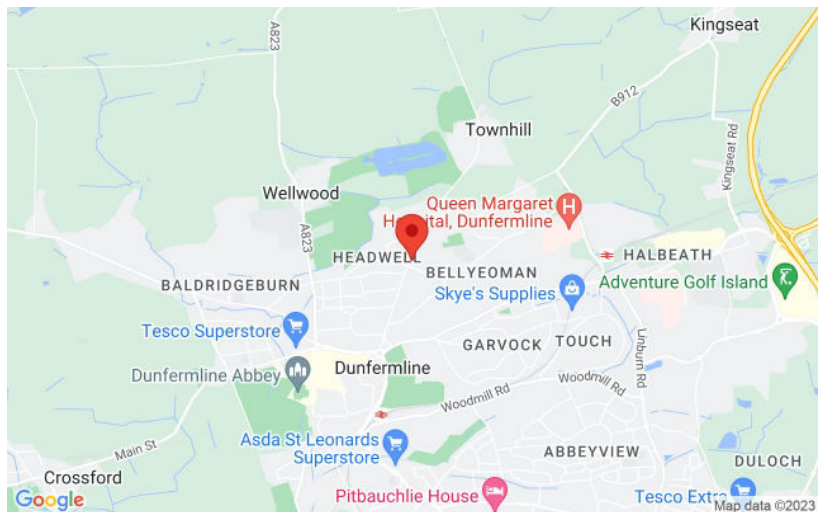 Kingseat
A823
B912
Kingseat Rd
Townhill
Wellwood
Queen Margaret
Hospital, Dunfermline
H
A823
HEADWELL
HALBEATH
BELLYEOMAN
BALDRIDGEBURN
Adventure Golf Island
Skye's Supplies
Tesco Superstore
GARVOCK
TOUCH
Linburn Rd
Dunfermline
Dunfermline Abbey
Woodmill Rd
Woodmill Rd
Main St
Asda St Leonards
Superstore
ABBEYVIEW
DULOCH
Crossford
Pitbauchlie House
Tesco Extra
Google
Map data ©2023